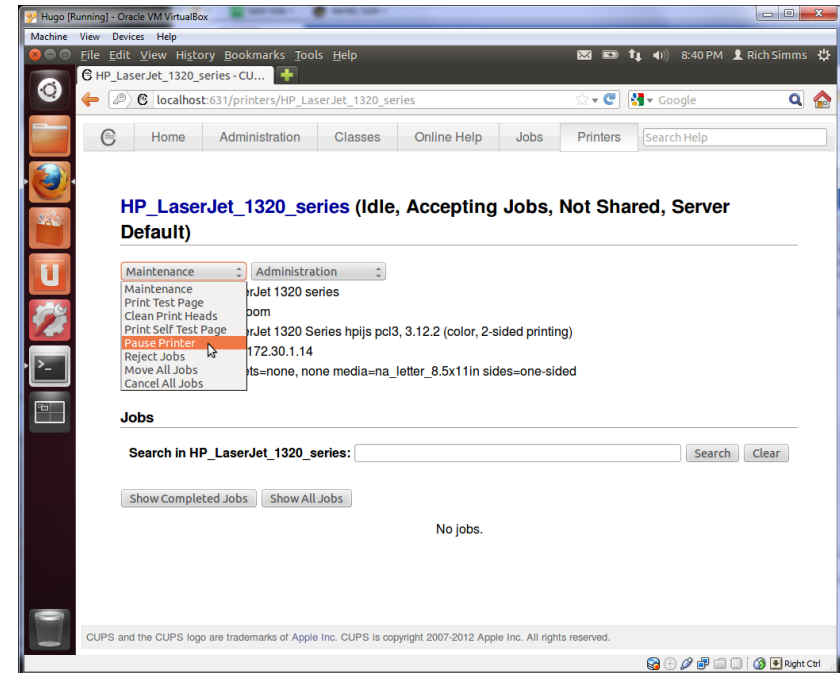 Hugo [Running] - Oracle VM VirtualBox
Machine View Devices Help
File Edit View History Bookmarks Tools Help 8:40 PM Rich Simms
HP_LaserJet_1320_series - CU...
localhost:631/printers/HP_LaserJet_1320_series Google
Home Administration Classes Online Help Jobs Printers Search Help
HP_LaserJet_1320_series (Idle, Accepting Jobs, Not Shared, Server
Default)
Maintenance Administration
Maintenance
Print Test Page
Clean Print Heads
Print Self Test Page
Pause Printer
Reject Jobs
Move All Jobs
Cancel All Jobs
erJet 1320 series
oom
erJet 1320 Series hpijs pcl3, 3.12.2 (color, 2-sided printing)
172.30.1.14
ets=none, none media=na_letter_8.5x11in sides=one-sided
Jobs
Search in HP_LaserJet_1320_series: Search Clear
Show Completed Jobs Show All Jobs
No jobs.
CUPS and the CUPS logo are trademarks of Apple Inc. CUPS is copyright 2007-2012 Apple Inc. All rights reserved.
Right Ctrl